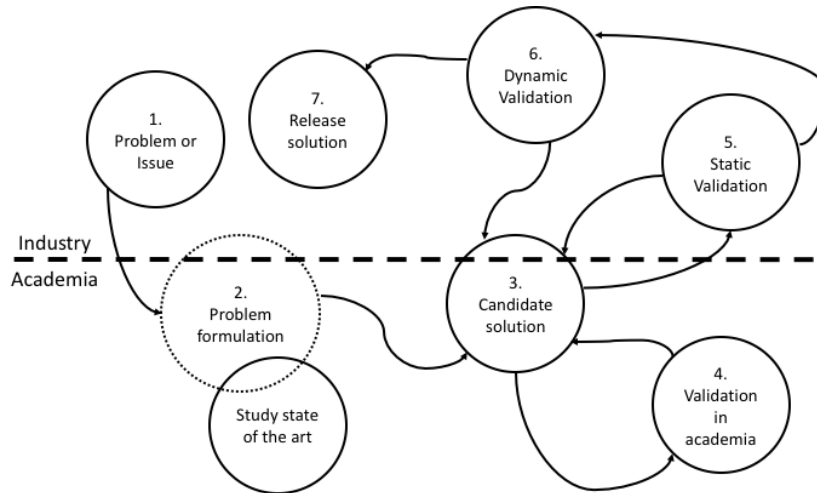 1.
Problem or
Issue
7.
Release
solution
6.
Dynamic
Validation
5.
Static
Validation
Industry
Academia
2.
Problem
formulation
3.
Candidate
solution
Study state
of the art
4.
Validation
in
academia